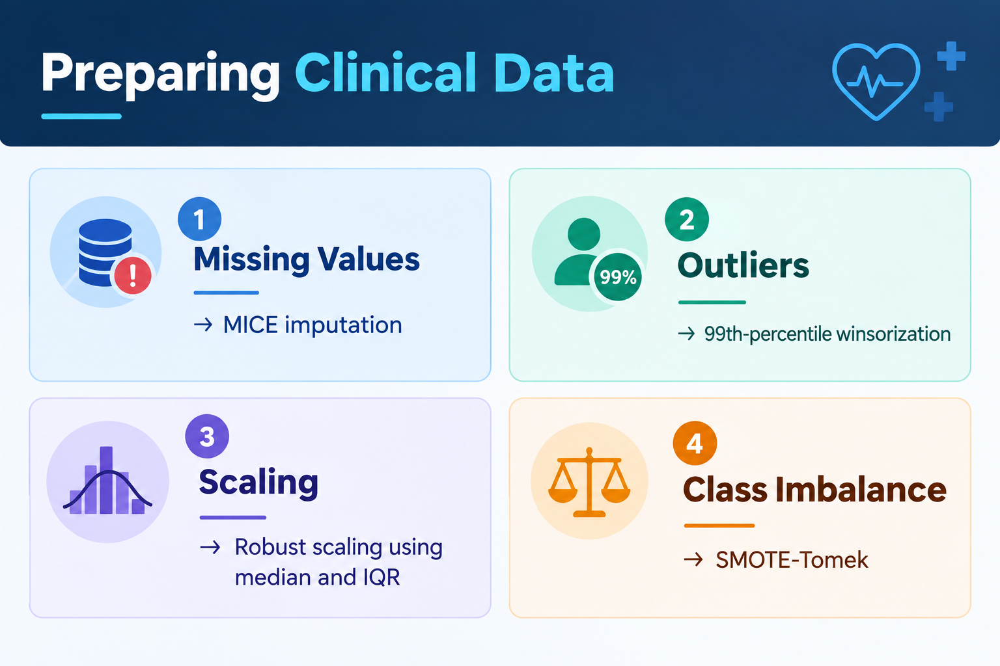 Preparing Clinical Data
1
Missing Values
→ MICE imputation
2
99%
Outliers
→ 99th-percentile winsorization
3
Scaling
→ Robust scaling using
median and IQR
4
Class Imbalance
→ SMOTE-Tomek